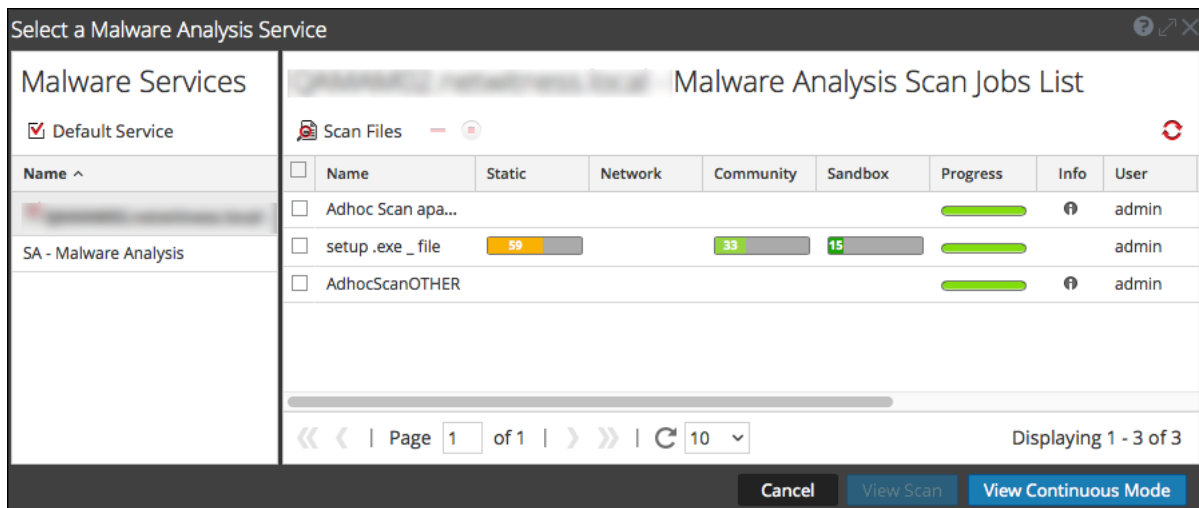 Select a Malware Analysis Service
Malware Services
Default Service
Name
SA - Malware Analysis
Malware Analysis Scan Jobs List
Scan Files
Name Static Network Community Sandbox Progress Info User
Adhoc Scan apa... admin
setup .exe _ file 59 33 15 admin
AdhocScanOTHER admin
Page 1 of 1 10 Displaying 1 - 3 of 3
Cancel View Scan View Continuous Mode